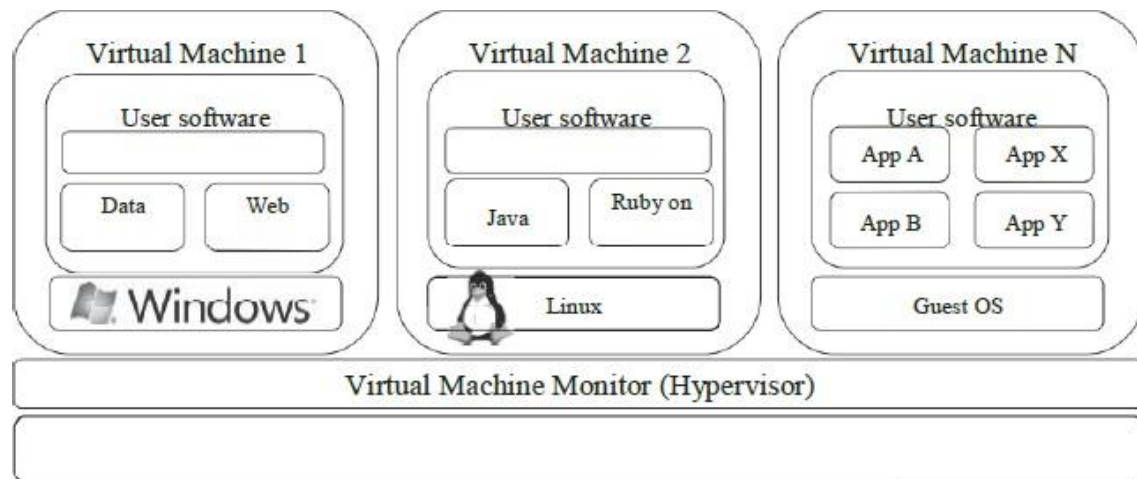 Virtual Machine 1
User software
Data
Web
Windows
Virtual Machine 2
User software
Java
Ruby on
Linux
Virtual Machine N
User software
App A
App X
App B
App Y
Guest OS
Virtual Machine Monitor (Hypervisor)